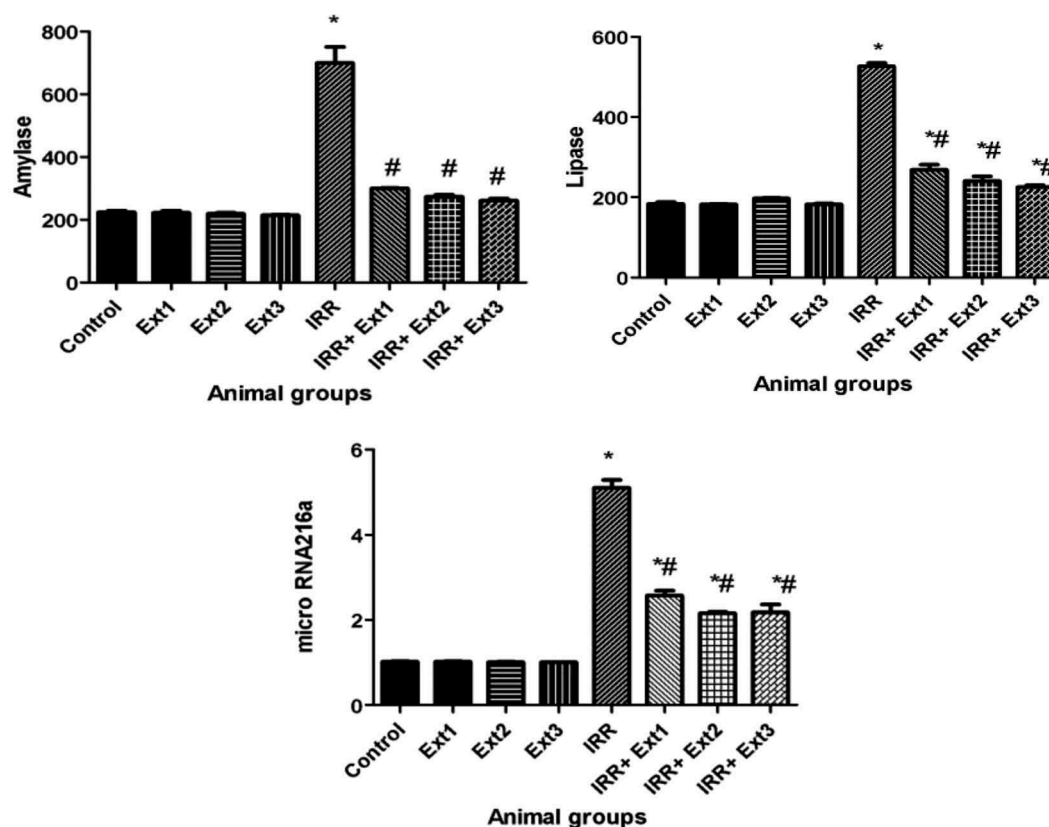 800
600
400
200
0
Amylase
*
#
#
#
Control
Ext1
Ext2
Ext3
IRR
IRR+ Ext1
IRR+ Ext2
IRR+ Ext3
Animal groups
600
400
200
0
Lipase
*
*#
*#
*#
Control
Ext1
Ext2
Ext3
IRR
IRR+ Ext1
IRR+ Ext2
IRR+ Ext3
Animal groups
6
4
2
0
micro RNA216a
*
*#
*#
*#
Control
Ext1
Ext2
Ext3
IRR
IRR+ Ext1
IRR+ Ext2
IRR+ Ext3
Animal groups